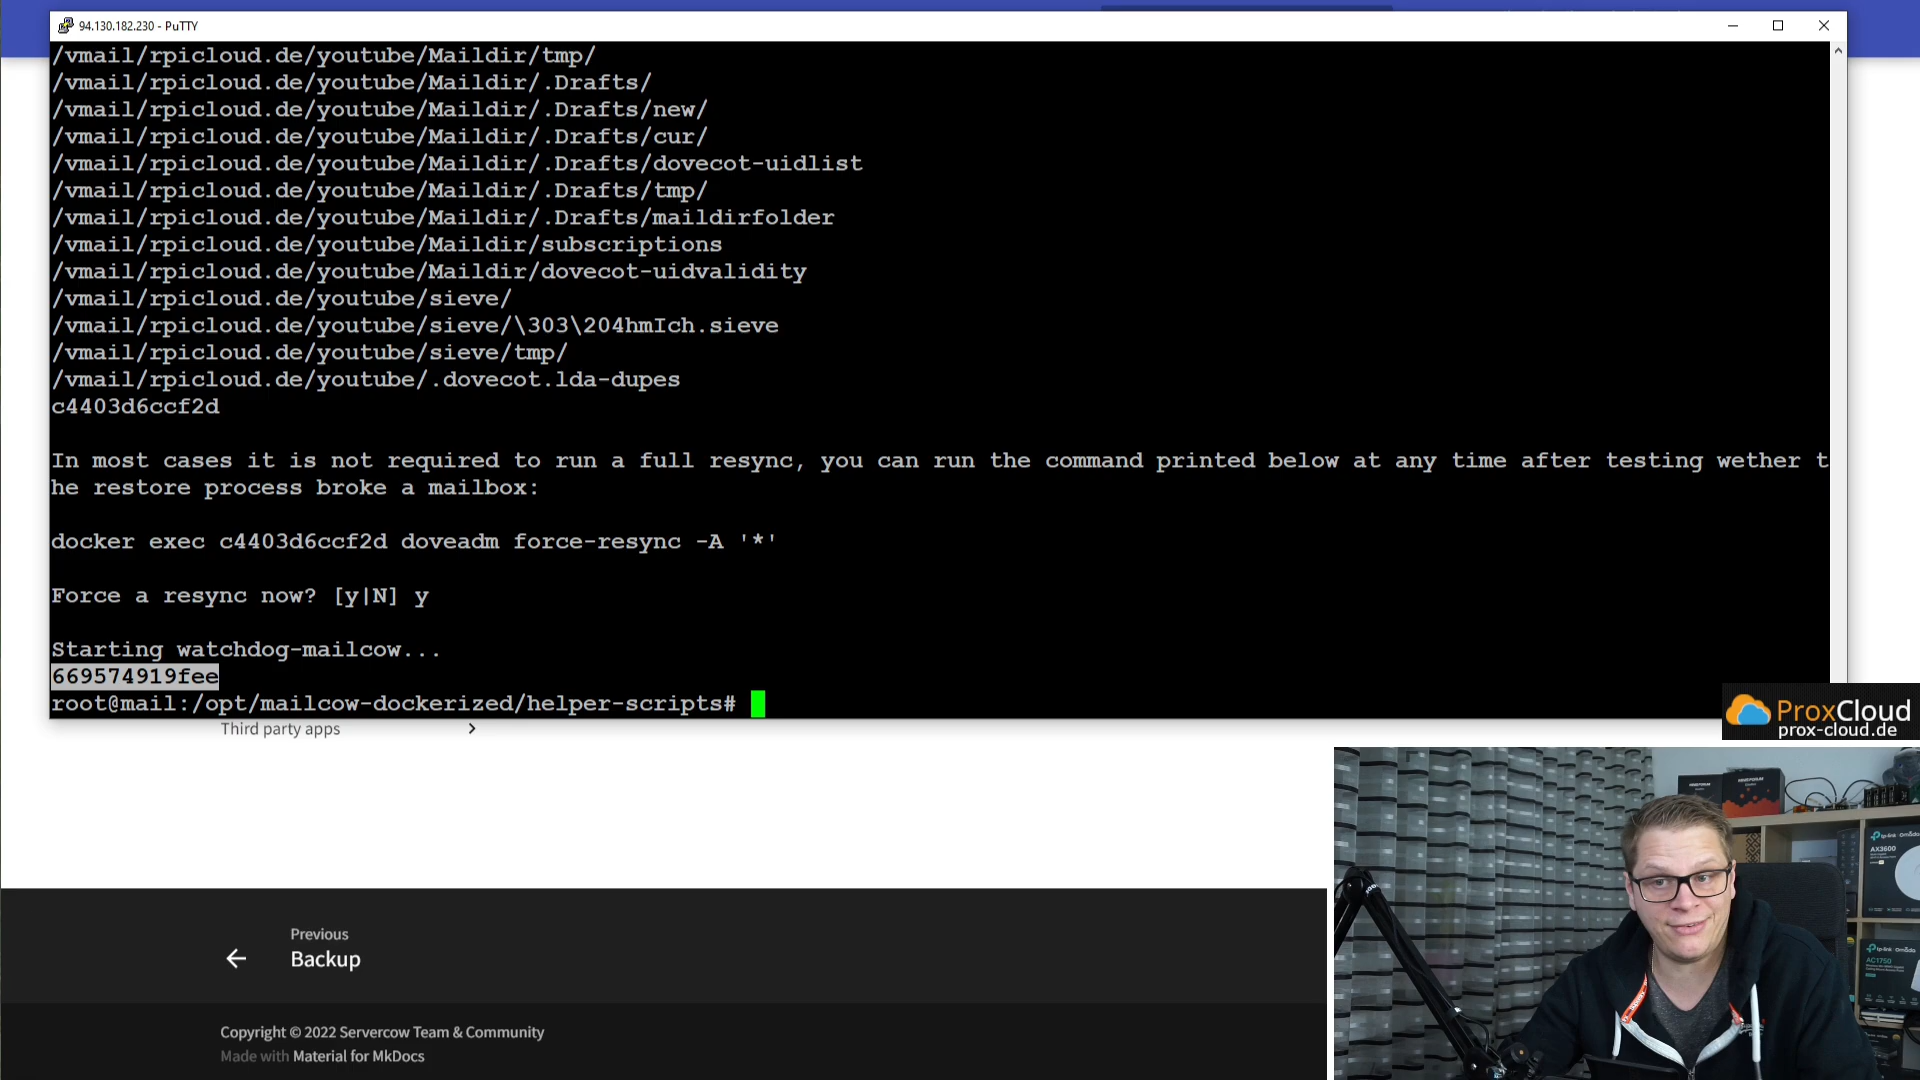 94.130.182.230 - PuTTY
/vmail/rpicloud.de/youtube/Maildir/tmp/
/vmail/rpicloud.de/youtube/Maildir/.Drafts/
/vmail/rpicloud.de/youtube/Maildir/.Drafts/new/
/vmail/rpicloud.de/youtube/Maildir/.Drafts/cur/
/vmail/rpicloud.de/youtube/Maildir/.Drafts/dovecot-uidlist
/vmail/rpicloud.de/youtube/Maildir/.Drafts/tmp/
/vmail/rpicloud.de/youtube/Maildir/.Drafts/maildirfolder
/vmail/rpicloud.de/youtube/Maildir/subscriptions
/vmail/rpicloud.de/youtube/Maildir/dovecot-uidvalidity
/vmail/rpicloud.de/youtube/sieve/
/vmail/rpicloud.de/youtube/sieve/\303\204hmIch.sieve
/vmail/rpicloud.de/youtube/sieve/tmp/
/vmail/rpicloud.de/youtube/.dovecot.lda-dupes
c4403d6ccf2d
In most cases it is not required to run a full resync, you can run the command printed below at any time after testing wether t
he restore process broke a mailbox:
docker exec c4403d6ccf2d doveadm force-resync -A '*'
Force a resync now? [y|N] y
Starting watchdog-mailcow...
669574919fee
root@mail:/opt/mailcow-dockerized/helper-scripts#
ProxCloud
prox-cloud.de
Third party apps
Previous
Backup
Copyright © 2022 Servercow Team & Community
Made with Material for MkDocs
tp-link
AX3600
tp-link
AC1750